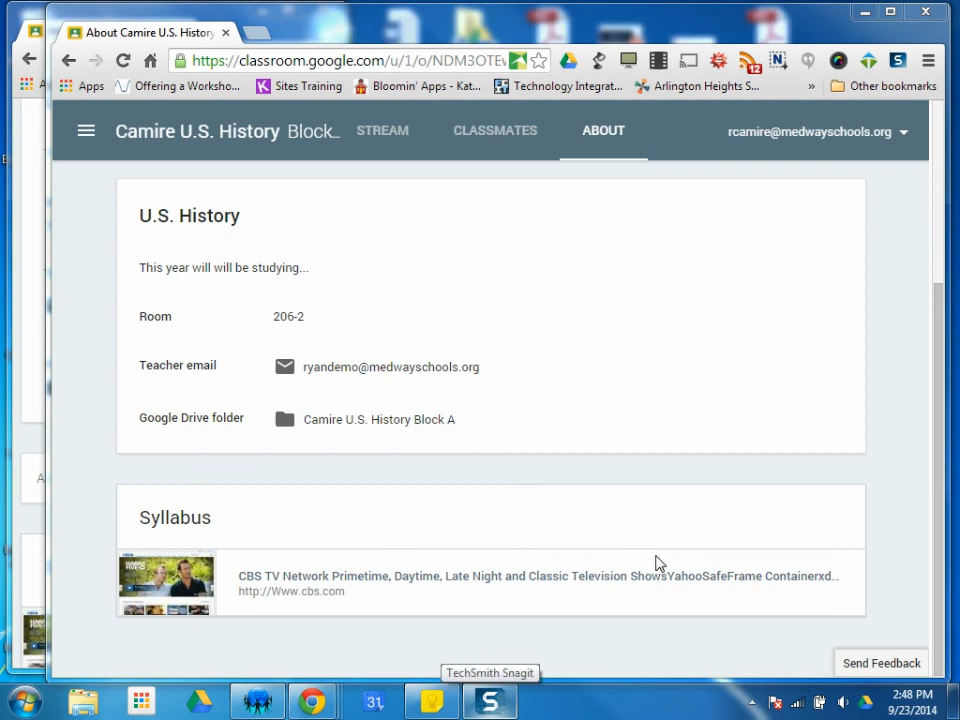 About Camire U.S. History
https://classroom.google.com/u/1/o/NDM3OTE
12
Apps
Offering a Worksho...
Sites Training
Bloomin' Apps - Kat...
Technology Integrat...
Arlington Heights S...
»
Other bookmarks
Camire U.S. History Block...
STREAM
CLASSMATES
ABOUT
rcamire@medwayschools.org
U.S. History
This year will will be studying...
Room
206-2
Teacher email
ryandemo@medwayschools.org
Google Drive folder
Camire U.S. History Block A
Syllabus
CBS TV Network Primetime, Daytime, Late Night and Classic Television ShowsYahooSafeFrame Containerxd...
http://Www.cbs.com
Send Feedback
TechSmith Snagit
31
2:48 PM
9/23/2014